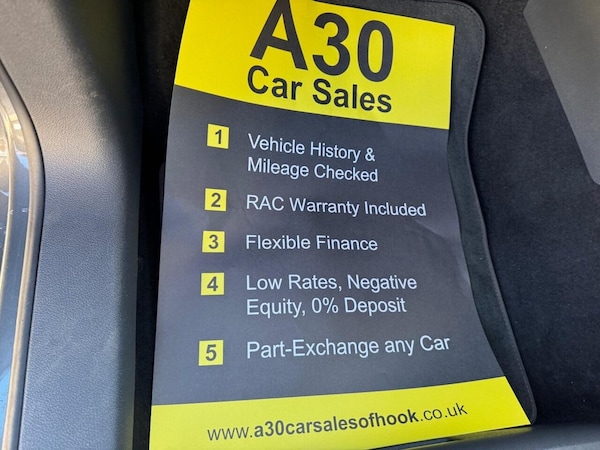 A30
Car Sales
1 Vehicle History &
Mileage Checked
2 RAC Warranty Included
3 Flexible Finance
4 Low Rates, Negative
Equity, 0% Deposit
5 Part-Exchange any Car
www.a30carsalesofhook.co.uk